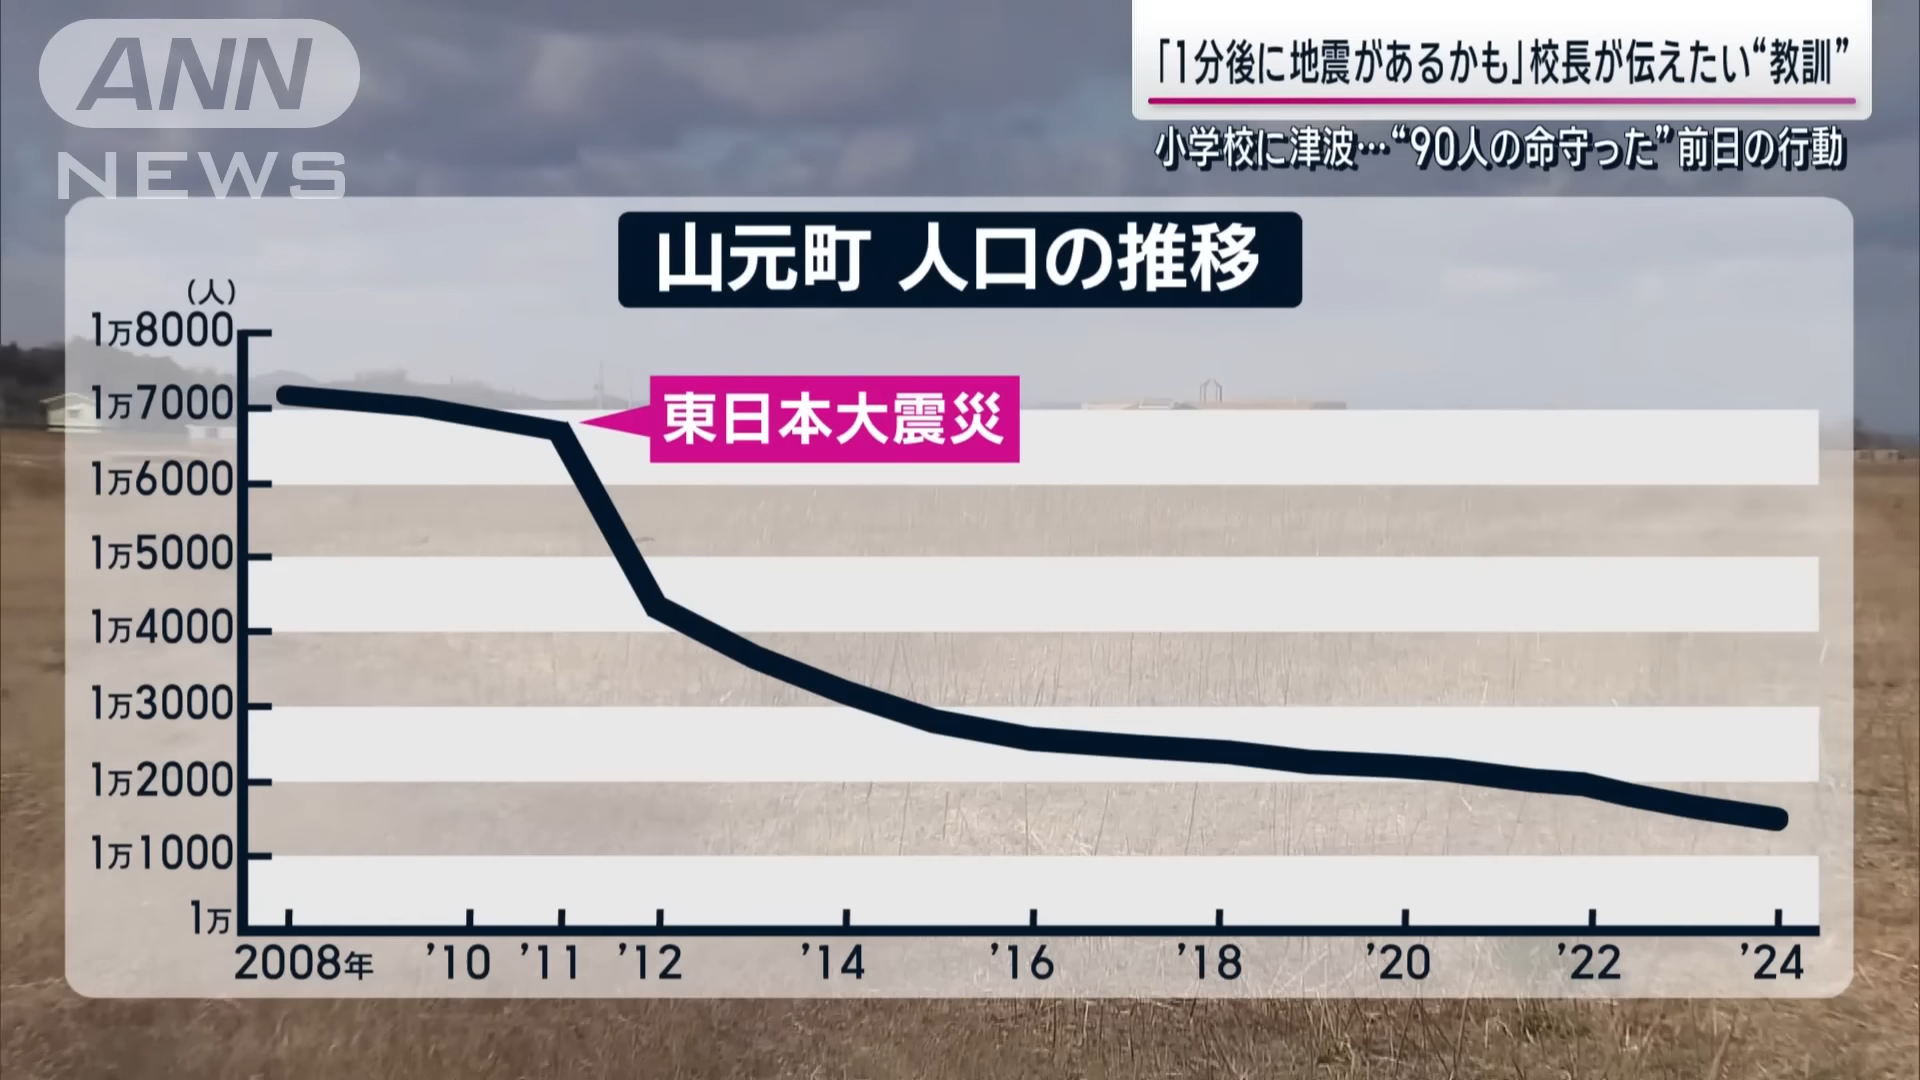 ANN
NEWS
「1分後に地震があるかも」校長が伝えたい“教訓”
小学校に津波…“90人の命守った”前日の行動
山元町 人口の推移
(人)
1万8000
1万7000
1万6000
1万5000
1万4000
1万3000
1万2000
1万1000
1万
東日本大震災
2008年 ’10 ’11 ’12 ’14 ’16 ’18 ’20 ’22 ’24